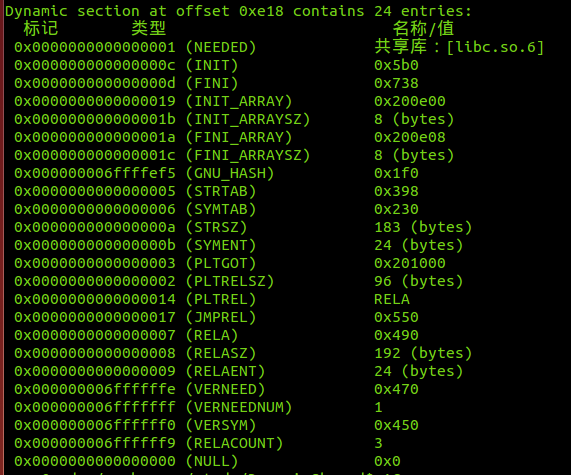 Dynamic section at offset 0xe18 contains 24 entries:
标记 类型 名称/值
0x0000000000000001 (NEEDED) 共享库：[libc.so.6]
0x000000000000000c (INIT) 0x5b0
0x000000000000000d (FINI) 0x738
0x0000000000000019 (INIT_ARRAY) 0x200e00
0x000000000000001b (INIT_ARRAYSZ) 8 (bytes)
0x000000000000001a (FINI_ARRAY) 0x200e08
0x000000000000001c (FINI_ARRAYSZ) 8 (bytes)
0x000000006ffffef5 (GNU_HASH) 0x1f0
0x0000000000000005 (STRTAB) 0x398
0x0000000000000006 (SYMTAB) 0x230
0x000000000000000a (STRSZ) 183 (bytes)
0x000000000000000b (SYMENT) 24 (bytes)
0x0000000000000003 (PLTGOT) 0x201000
0x0000000000000002 (PLTRELSZ) 96 (bytes)
0x0000000000000014 (PLTREL) RELA
0x0000000000000017 (JMPREL) 0x550
0x0000000000000007 (RELA) 0x490
0x0000000000000008 (RELASZ) 192 (bytes)
0x0000000000000009 (RELAENT) 24 (bytes)
0x000000006ffffffe (VERNEED) 0x470
0x000000006fffffff (VERNEEDNUM) 1
0x000000006ffffff0 (VERSYM) 0x450
0x000000006ffffff9 (RELACOUNT) 3
0x0000000000000000 (NULL) 0x0